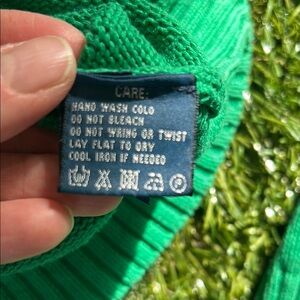 CARE:
HAND WASH COLD
DO NOT BLEACH
DO NOT WRING OR TWIST
LAY FLAT TO DRY
COOL IRON IF NEEDED